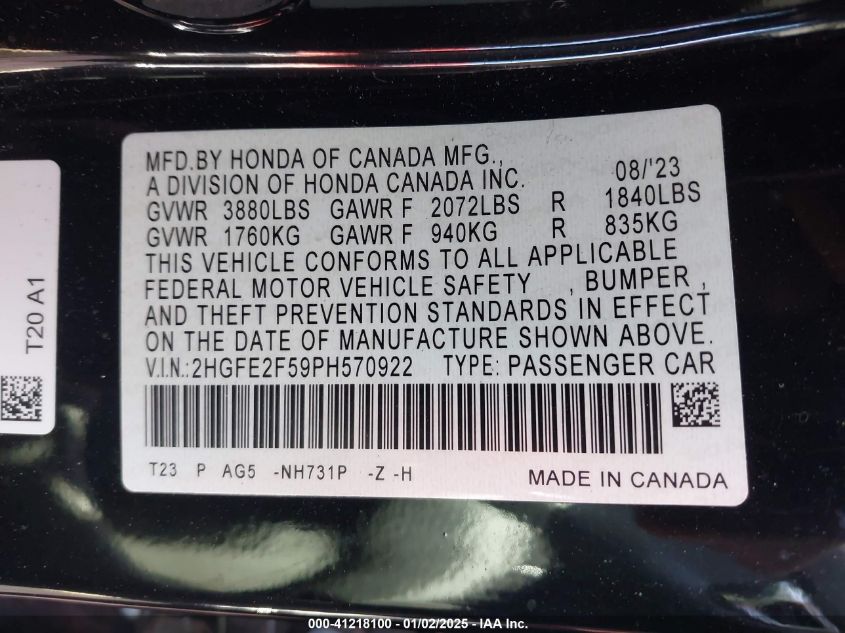 MFD.BY HONDA OF CANADA MFG., 08/'23
A DIVISION OF HONDA CANADA INC.
GVWR 3880LBS GAWR F 2072LBS R 1840LBS
GVWR 1760KG GAWR F 940KG R 835KG
THIS VEHICLE CONFORMS TO ALL APPLICABLE
FEDERAL MOTOR VEHICLE SAFETY , BUMPER ,
AND THEFT PREVENTION STANDARDS IN EFFECT
ON THE DATE OF MANUFACTURE SHOWN ABOVE.
V.I.N.:2HGFE2F59PH570922 TYPE: PASSENGER CAR
T23 P AG5 -NH731P -Z -H MADE IN CANADA
T20 A1
000-41218100 - 01/02/2025 - IAA Inc.